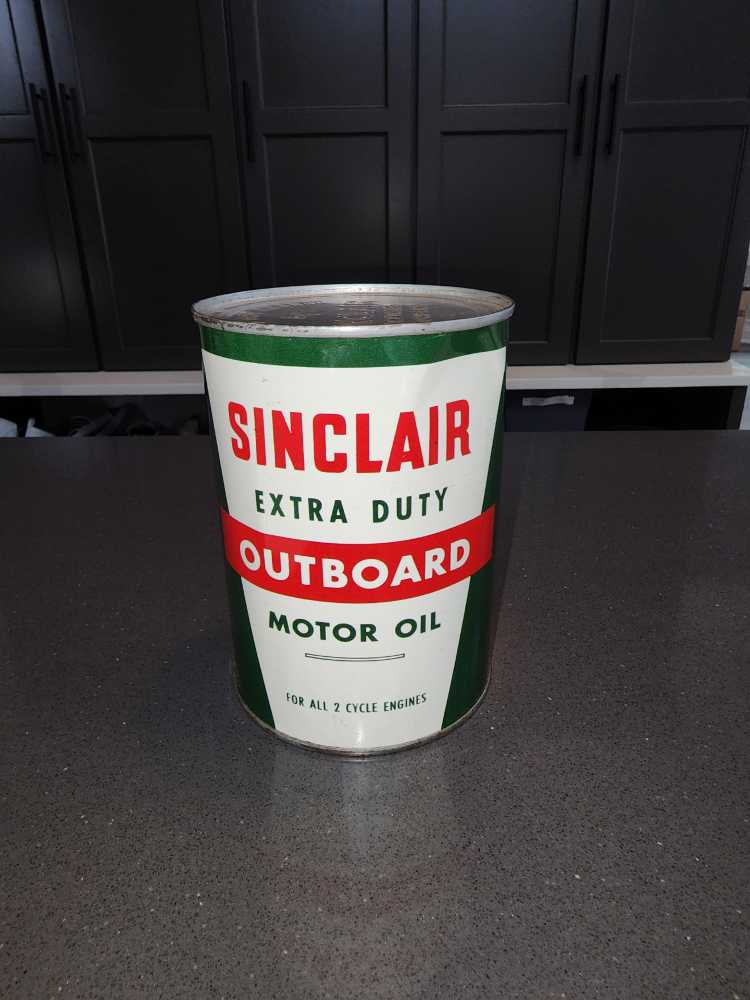 SINCLAIR
EXTRA DUTY
OUTBOARD
MOTOR OIL
FOR ALL 2 CYCLE ENGINES